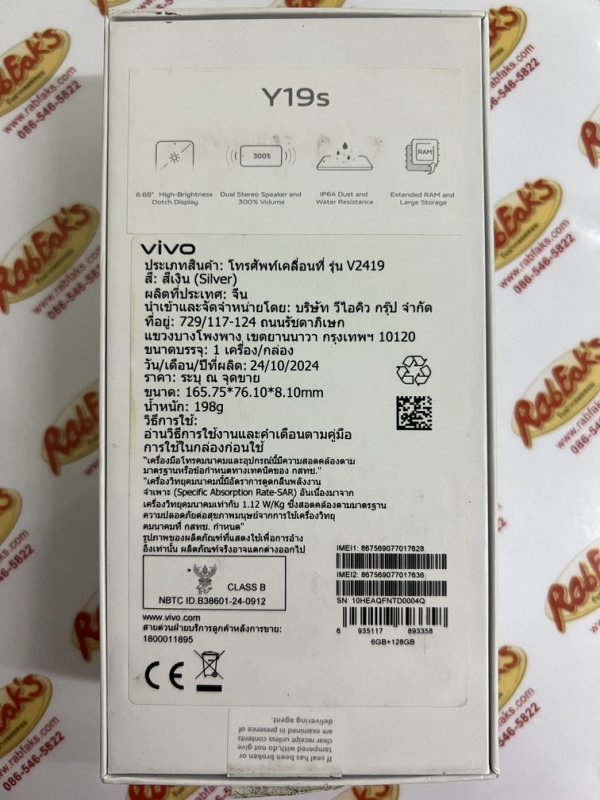 Y19s
300%
RAM
6.68" High-Brightness
Dotch Display
Dual Stereo Speaker and
300% Volume
IP64 Dust and
Water Resistance
Extended RAM and
Large Storage
vivo
ประเภทสินค้า: โทรศัพท์เคลื่อนที่ รุ่น V2419
สี: สีเงิน (Silver)
ผลิตที่ประเทศ: จีน
นำเข้าและจัดจำหน่ายโดย: บริษัท วีไอคิว กรุ๊ป จำกัด
ที่อยู่: 729/117-124 ถนนรัชดาภิเษก
แขวงบางโพงพาง เขตยานนาวา กรุงเทพฯ 10120
ขนาดบรรจุ: 1 เครื่อง/กล่อง
วัน/เดือน/ปีที่ผลิต: 24/10/2024
ราคา: ระบุ ณ จุดขาย
ขนาด: 165.75*76.10*8.10mm
น้ำหนัก: 198g
วิธีการใช้:
อ่านวิธีการใช้งานและคำเตือนตามคู่มือ
การใช้ในกล่องก่อนใช้
"เครื่องมือโทรคมนาคมและอุปกรณ์นี้มีความสอดคล้องตาม
มาตรฐานหรือข้อกำหนดทางเทคนิคของ กสทช."
"เครื่องวิทยุคมนาคมนี้มีอัตราการดูดกลืนพลังงาน
จำเพาะ (Specific Absorption Rate-SAR) อันเนื่องมาจาก
เครื่องวิทยุคมนาคมเท่ากับ 1.12 W/Kg ซึ่งสอดคล้องตามมาตรฐาน
ความปลอดภัยต่อสุขภาพมนุษย์จากการใช้เครื่องวิทยุ
คมนาคมที่ กสทช. กำหนด"
รูปภาพของผลิตภัณฑ์ที่แสดงใช้เพื่อการอ้าง
อิงเท่านั้น ผลิตภัณฑ์จริงอาจแตกต่างออกไป
CLASS B
NBTC ID.B38601-24-0912
www.vivo.com
สายด่วนฝ่ายบริการลูกค้าหลังการขาย:
1800011895
IMEI1: 867569077017628
IMEI2: 867569077017636
SN: 10HEAQFNTD0004Q
6 935117 893358
6GB+128GB
CE
If seal has been broken or
tampered with,do not give
clear receipt unless contents
are examined in presence of
delivering agent.
RabFak's
www.rabfaks.com
086-546-5822